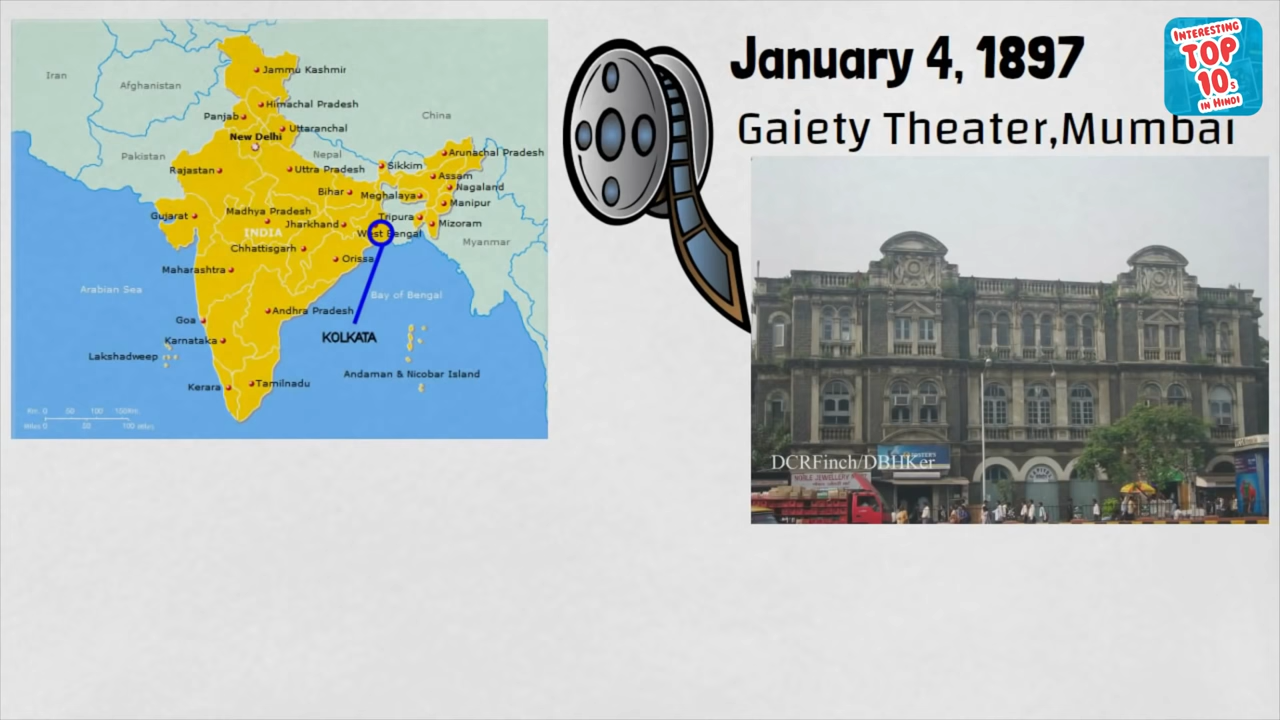 Iran
Afghanistan
Pakistan
China
Nepal
Myanmar
Jammu Kashmir
Himachal Pradesh
Panjab
Uttaranchal
New Delhi
Rajastan
Uttra Pradesh
Sikkim
Arunachal Pradesh
Assam
Nagaland
Bihar
Meghalaya
Manipur
Gujarat
Madhya Pradesh
Jharkhand
Tripura
Mizoram
INDIA
West Bengal
Chhattisgarh
Orissa
Maharashtra
Arabian Sea
Bay of Bengal
Andhra Pradesh
Goa
KOLKATA
Karnataka
Lakshadweep
Andaman & Nicobar Island
Kerara
Tamilnadu
January 4, 1897
Gaiety Theater,Mumbai
INTERESTING
TOP
10s
IN HINDI
DCRFinch/DBHKer